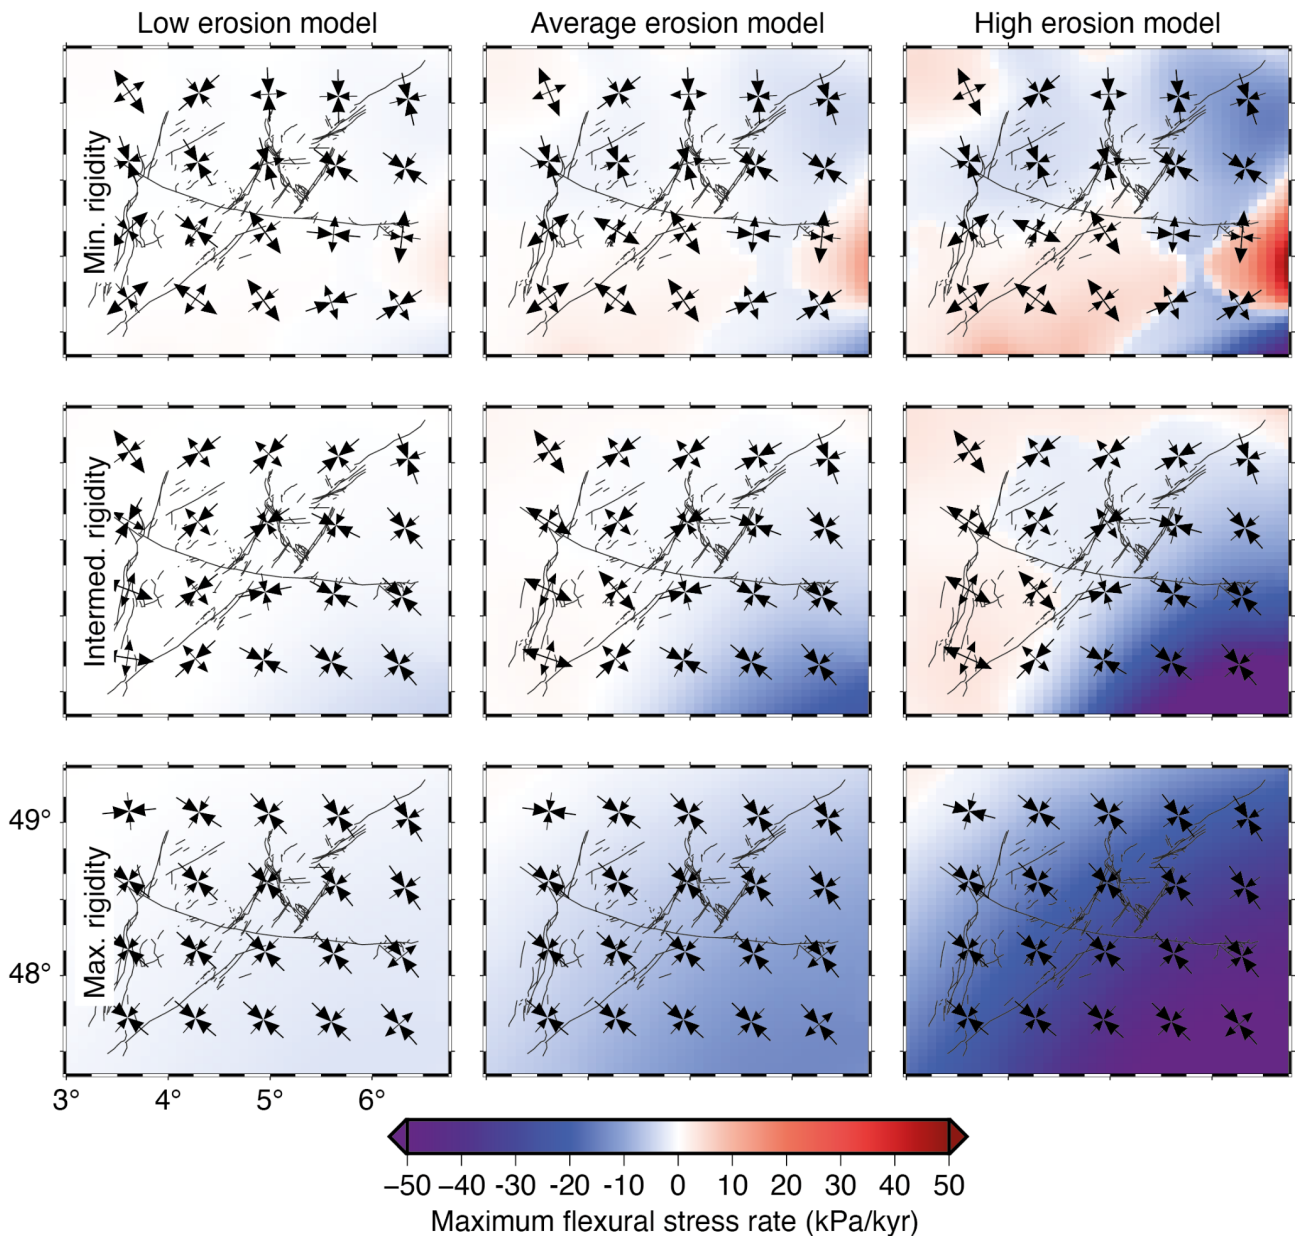 Low erosion model
Average erosion model
High erosion model
Min. rigidity
Intermed. rigidity
Max. rigidity
49°
48°
3° 4° 5° 6°
−50 −40 -30 -20 -10 0 10 20 30 40 50
Maximum flexural stress rate (kPa/kyr)